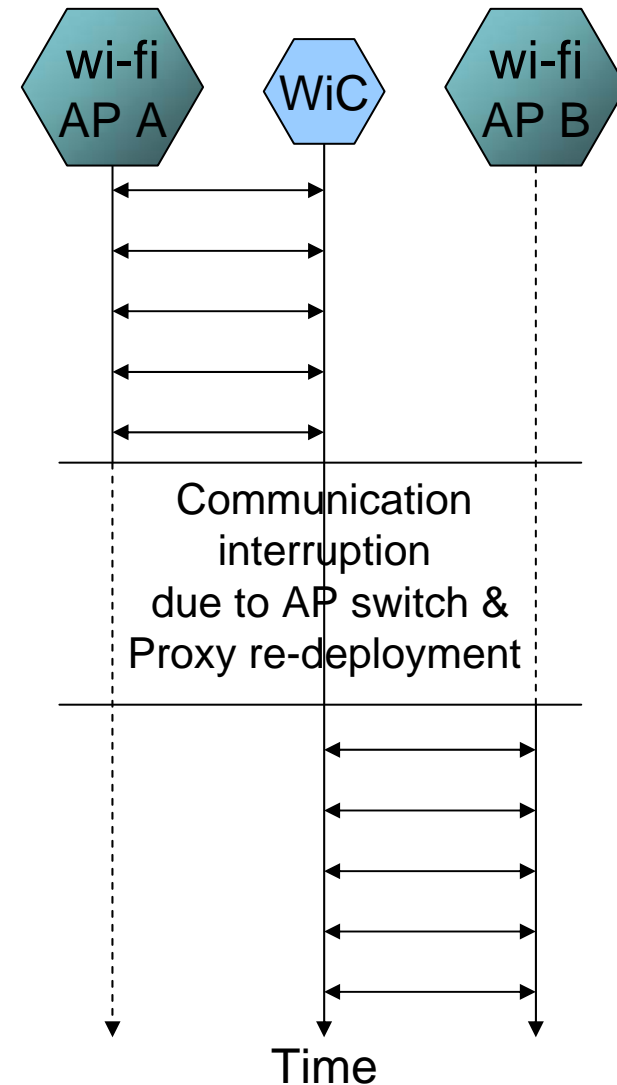 wi-fi
AP A
WiC
wi-fi
AP B
Communication
interruption
due to AP switch &
Proxy re-deployment
Time